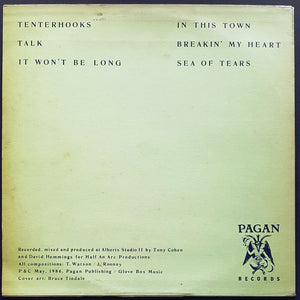 TENTERHOOKS
TALK
IT WON'T BE LONG
IN THIS TOWN
BREAKIN' MY HEART
SEA OF TEARS
Recorded, mixed and produced at Alberts Studio II by Tony Cohen
and David Hemmings for Half An Arc Productions
All compositions: T. Watson / J. Rooney
P & C May, 1984, Pagan Publishing / Glove Box Music
Cover art: Bruce Tindale
PAGAN
RECORDS